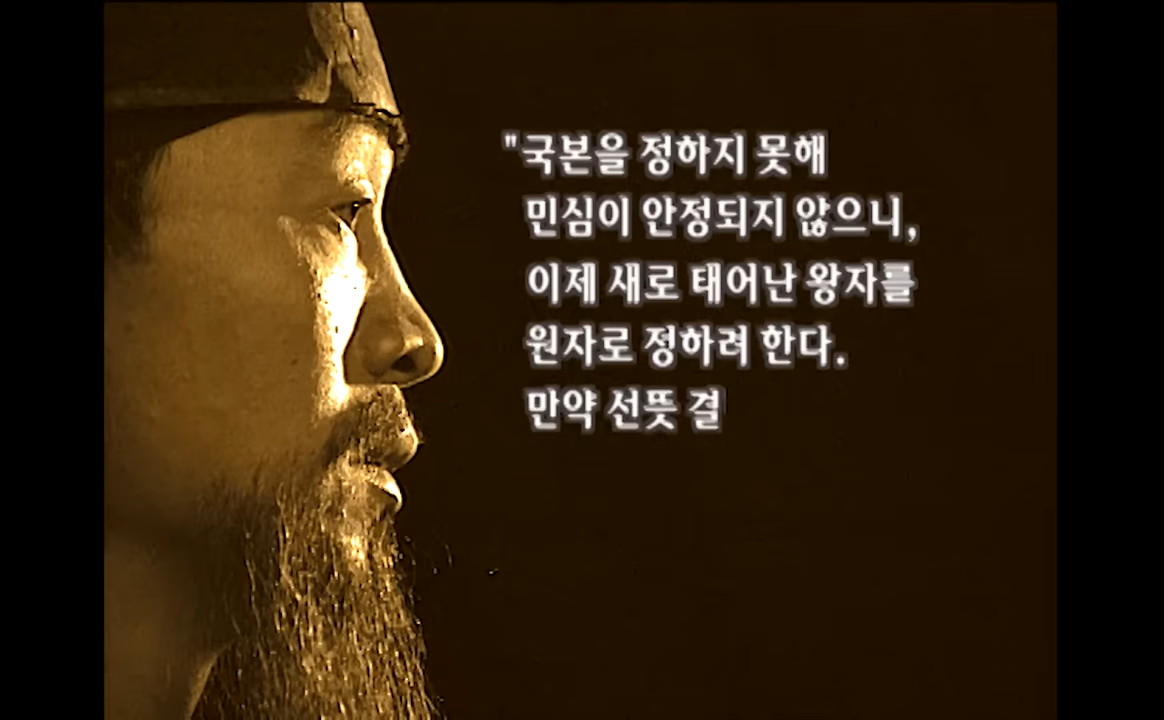 "국본을 정하지 못해
민심이 안정되지 않으니,
이제 새로 태어난 왕자를
원자로 정하려 한다.
만약 선뜻 결